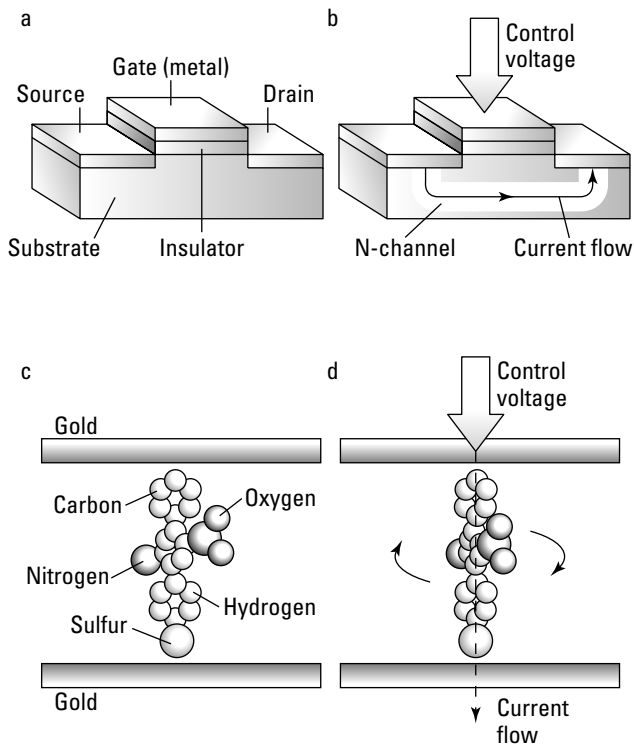 a
Gate (metal)
Source
Drain
Substrate
Insulator
b
Control
voltage
N-channel
Current flow
c
Gold
Carbon
Oxygen
Nitrogen
Hydrogen
Sulfur
Gold
d
Control
voltage
Current
flow